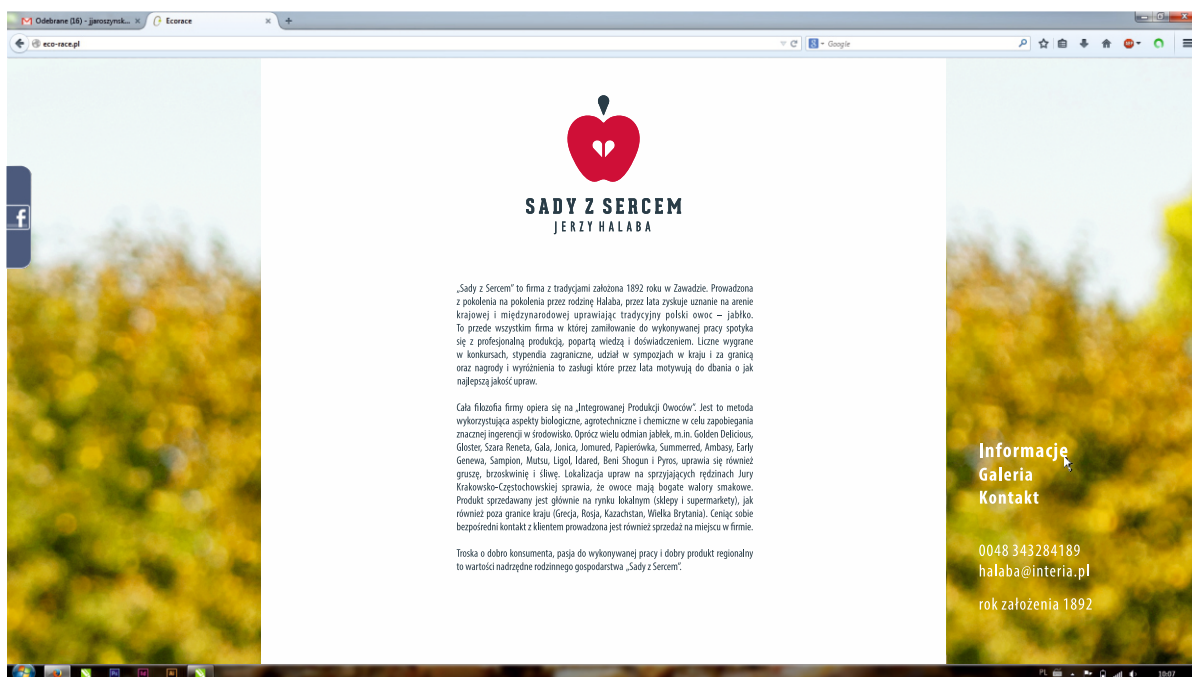 Odebrane (16) - jjaroszynsk...
Ecorace
eco-race.pl
Google
f
SADY Z SERCEM
JERZY HALABA
„Sady z Sercem” to firma z tradycjami założona 1892 roku w Zawadzie. Prowadzona
z pokolenia na pokolenia przez rodzinę Halaba, przez lata zyskuje uznanie na arenie
krajowej i międzynarodowej uprawiając tradycyjny polski owoc – jabłko.
To przede wszystkim firma w której zamiłowanie do wykonywanej pracy spotyka
się z profesjonalną produkcją, popartą wiedzą i doświadczeniem. Liczne wygrane
w konkursach, stypendia zagraniczne, udział w sympozjach w kraju i za granicą
oraz nagrody i wyróżnienia to zasługi które przez lata motywują do dbania o jak
najlepszą jakość upraw.
Cała filozofia firmy opiera się na „Integrowanej Produkcji Owoców”. Jest to metoda
wykorzystująca aspekty biologiczne, agrotechniczne i chemiczne w celu zapobiegania
znacznej ingerencji w środowisko. Oprócz wielu odmian jabłek, m.in. Golden Delicious,
Gloster, Szara Reneta, Gala, Jonica, Jomured, Papierówka, Summerred, Ambasy, Early
Genewa, Sampion, Mutsu, Ligol, Idared, Beni Shogun i Pyros, uprawia się również
gruszę, brzoskwinię i śliwę. Lokalizacja upraw na sprzyjających rędzinach Jury
Krakowsko-Częstochowskiej sprawia, że owoce mają bogate walory smakowe.
Produkt sprzedawany jest głównie na rynku lokalnym (sklepy i supermarkety), jak
również poza granice kraju (Grecja, Rosja, Kazachstan, Wielka Brytania). Ceniąc sobie
bezpośredni kontakt z klientem prowadzona jest również sprzedaż na miejscu w firmie.
Troska o dobro konsumenta, pasja do wykonywanej pracy i dobry produkt regionalny
to wartości nadrzędne rodzinnego gospodarstwa „Sady z Sercem”.
Informacje
Galeria
Kontakt
0048 343284189
halaba@interia.pl
rok założenia 1892
PL
10:07